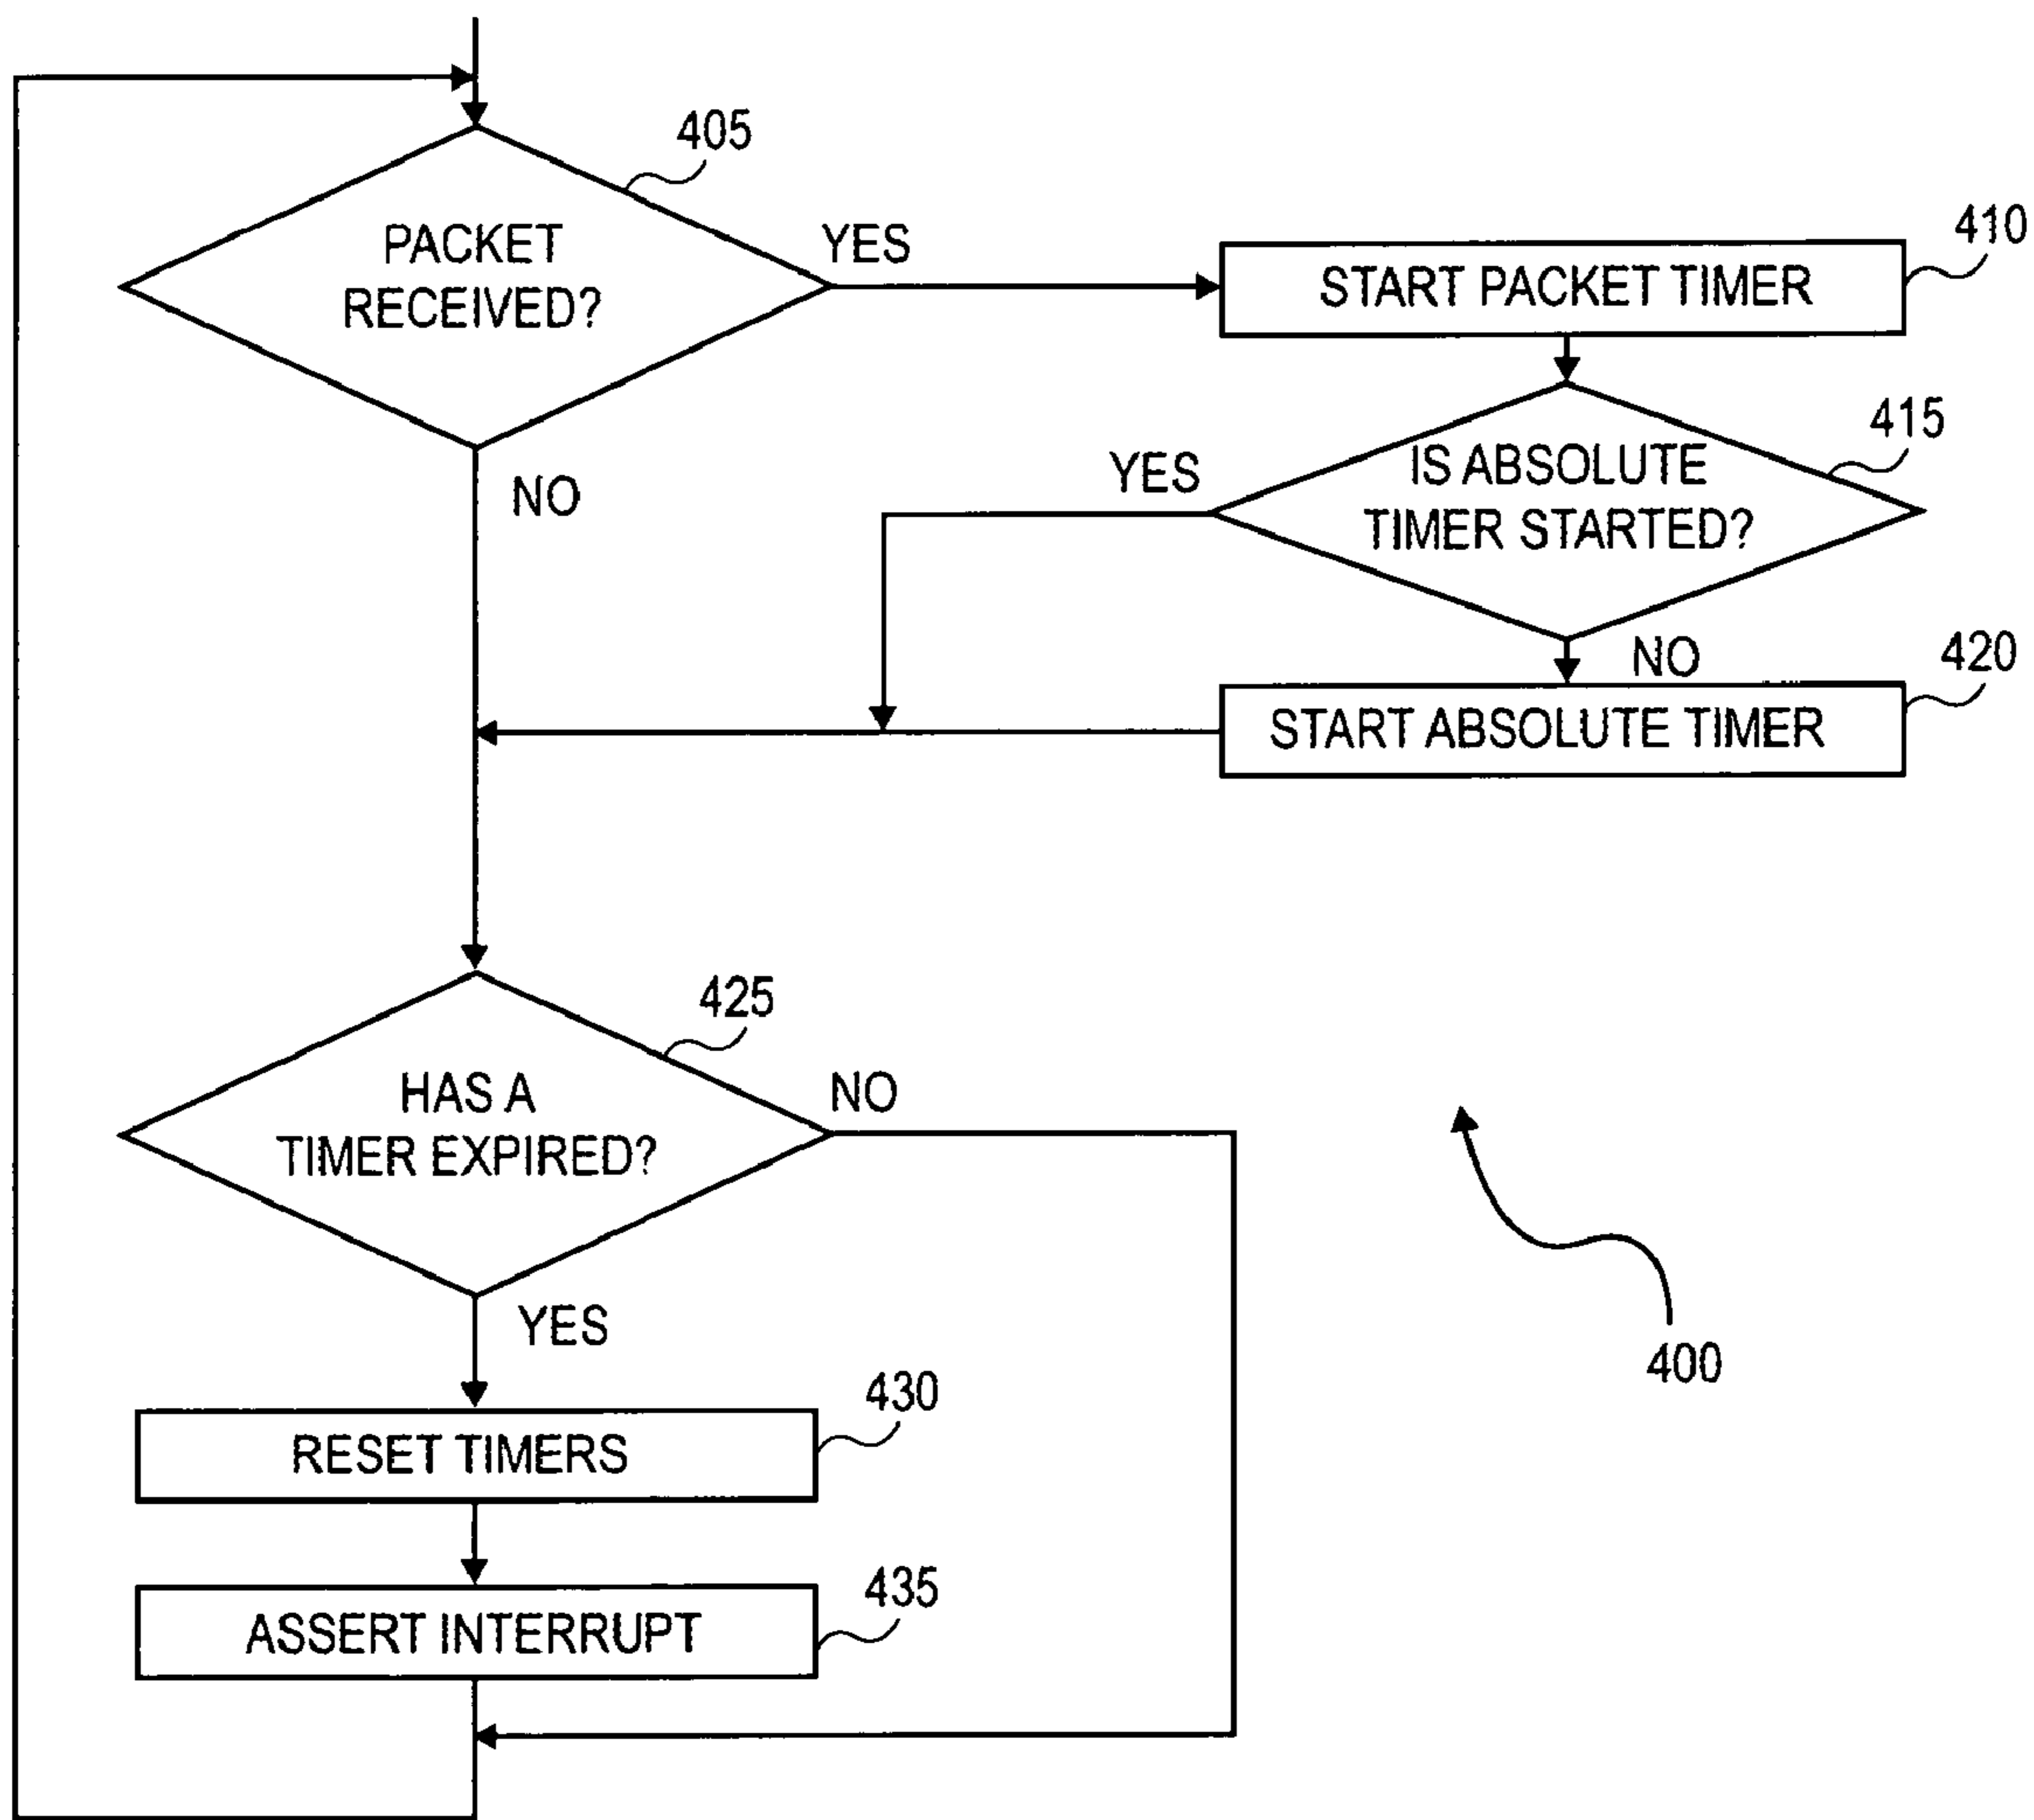 405
PACKET
RECEIVED?
YES
NO
410
START PACKET TIMER
415
IS ABSOLUTE
TIMER STARTED?
YES
NO
420
START ABSOLUTE TIMER
425
HAS A
TIMER EXPIRED?
NO
YES
400
430
RESET TIMERS
435
ASSERT INTERRUPT